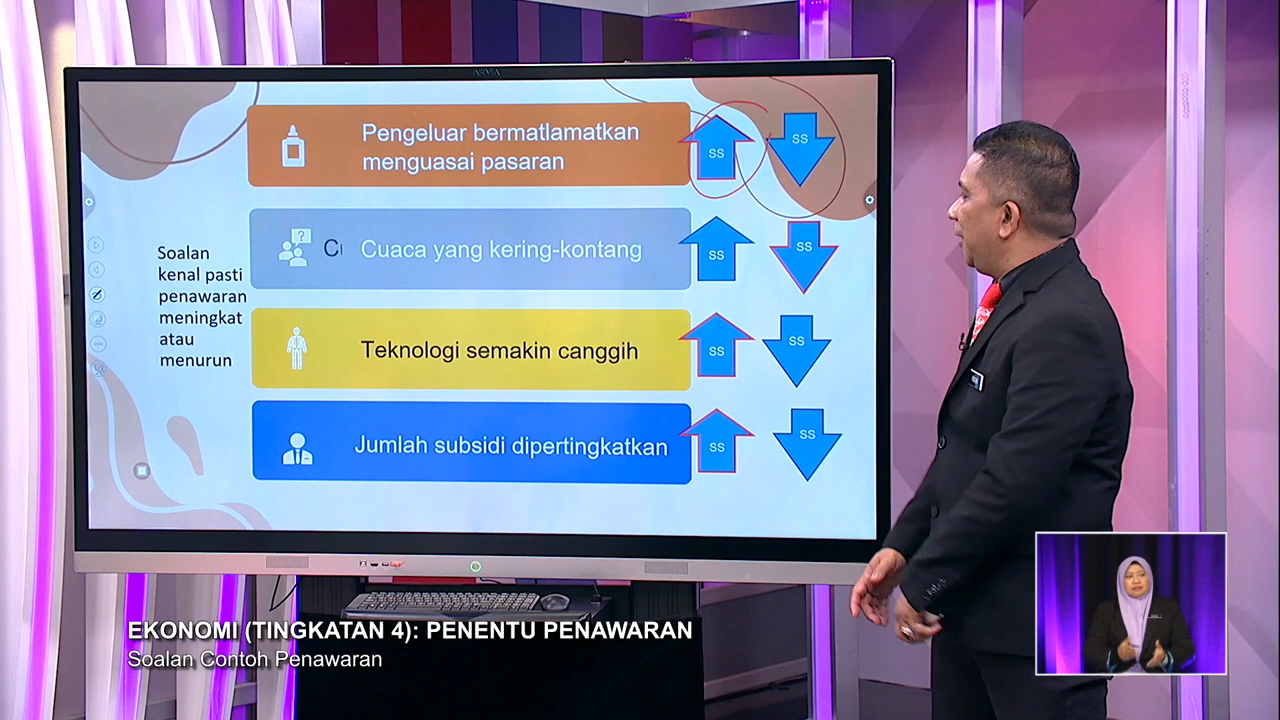 ARVIA
Pengeluar bermatlamatkan
menguasai pasaran
SS
SS
Soalan
kenal pasti
penawaran
meningkat
atau
menurun
Cuaca yang kering-kontang
SS
SS
Teknologi semakin canggih
SS
SS
Jumlah subsidi dipertingkatkan
SS
SS
EKONOMI (TINGKATAN 4): PENENTU PENAWARAN
Soalan Contoh Penawaran